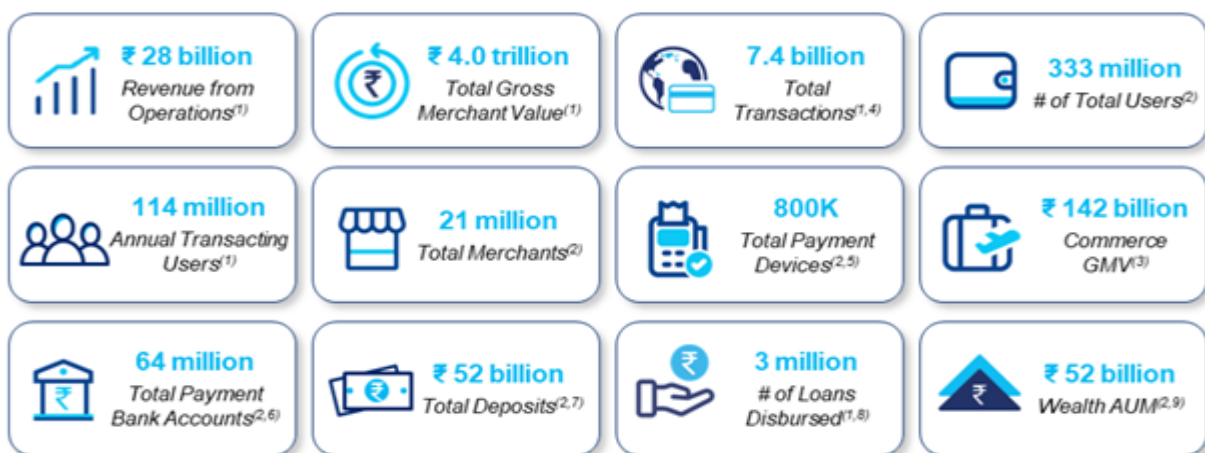 ₹ 28 billion
Revenue from
Operations(1)
₹ 4.0 trillion
Total Gross
Merchant Value(1)
7.4 billion
Total
Transactions(1,4)
333 million
# of Total Users(2)
114 million
Annual Transacting
Users(1)
21 million
Total Merchants(2)
800K
Total Payment
Devices(2,5)
₹ 142 billion
Commerce
GMV(3)
64 million
Total Payment
Bank Accounts(2,6)
₹ 52 billion
Total Deposits(2,7)
3 million
# of Loans
Disbursed(1,8)
₹ 52 billion
Wealth AUM(2,9)